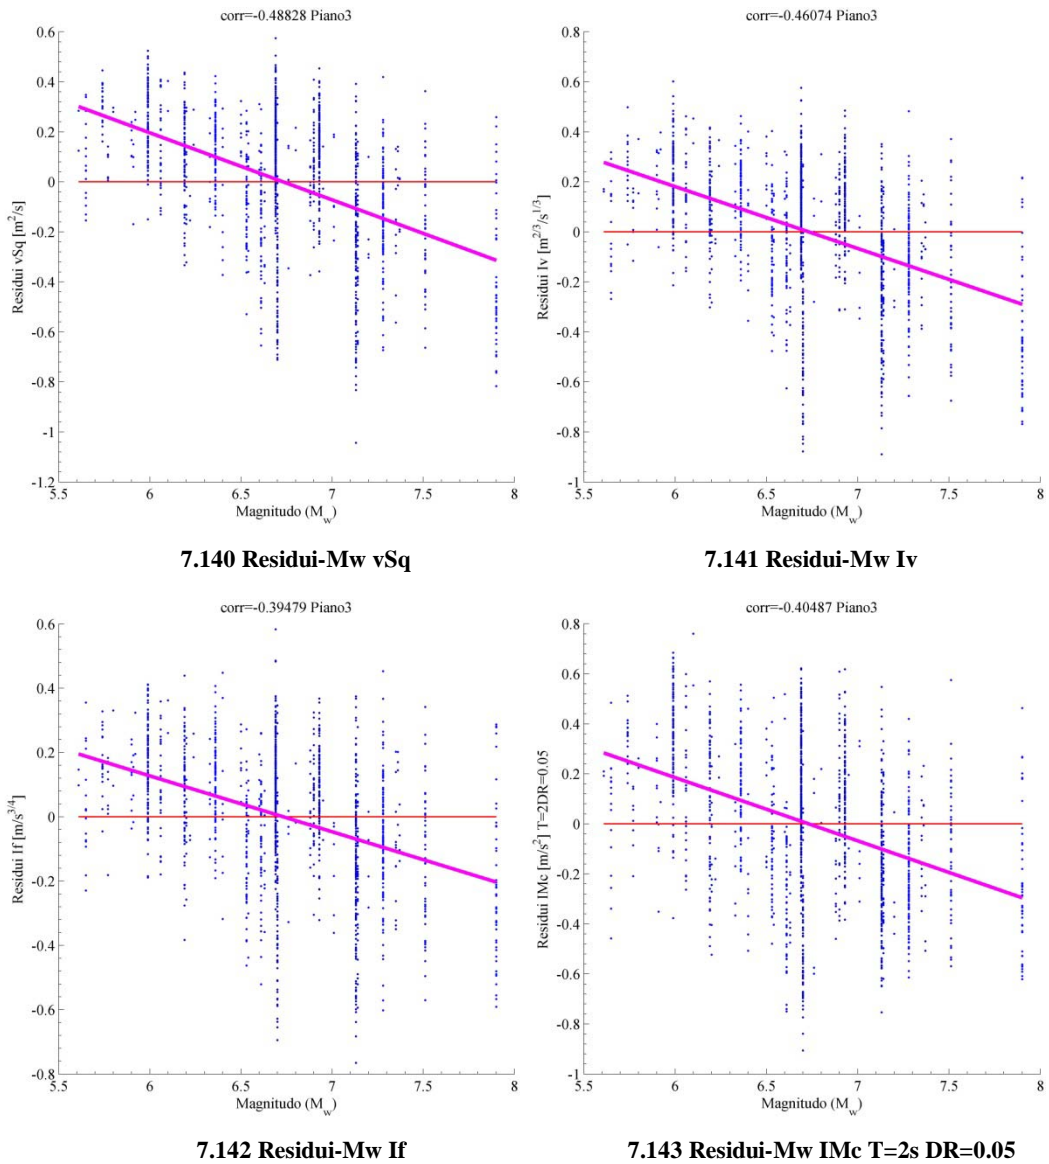 corr=-0.48828 Piano3
0.6
0.4
0.2
0
-0.2
-0.4
-0.6
-0.8
-1
-1.2
Residui vSq [m²/s]
5.5 6 6.5 7 7.5 8
Magnitudo (M_w)
7.140 Residui-Mw vSq
corr=-0.46074 Piano3
0.8
0.6
0.4
0.2
0
-0.2
-0.4
-0.6
-0.8
-1
Residui Iv [m^2/3/s^1/3]
5.5 6 6.5 7 7.5 8
Magnitudo (M_w)
7.141 Residui-Mw Iv
corr=-0.39479 Piano3
0.6
0.4
0.2
0
-0.2
-0.4
-0.6
-0.8
Residui If [m/s^3/4]
5.5 6 6.5 7 7.5 8
Magnitudo (M_w)
7.142 Residui-Mw If
corr=-0.40487 Piano3
0.8
0.6
0.4
0.2
0
-0.2
-0.4
-0.6
-0.8
-1
Residui IMc [m/s²] T=2DR=0.05
5.5 6 6.5 7 7.5 8
Magnitudo (M_w)
7.143 Residui-Mw IMc T=2s DR=0.05